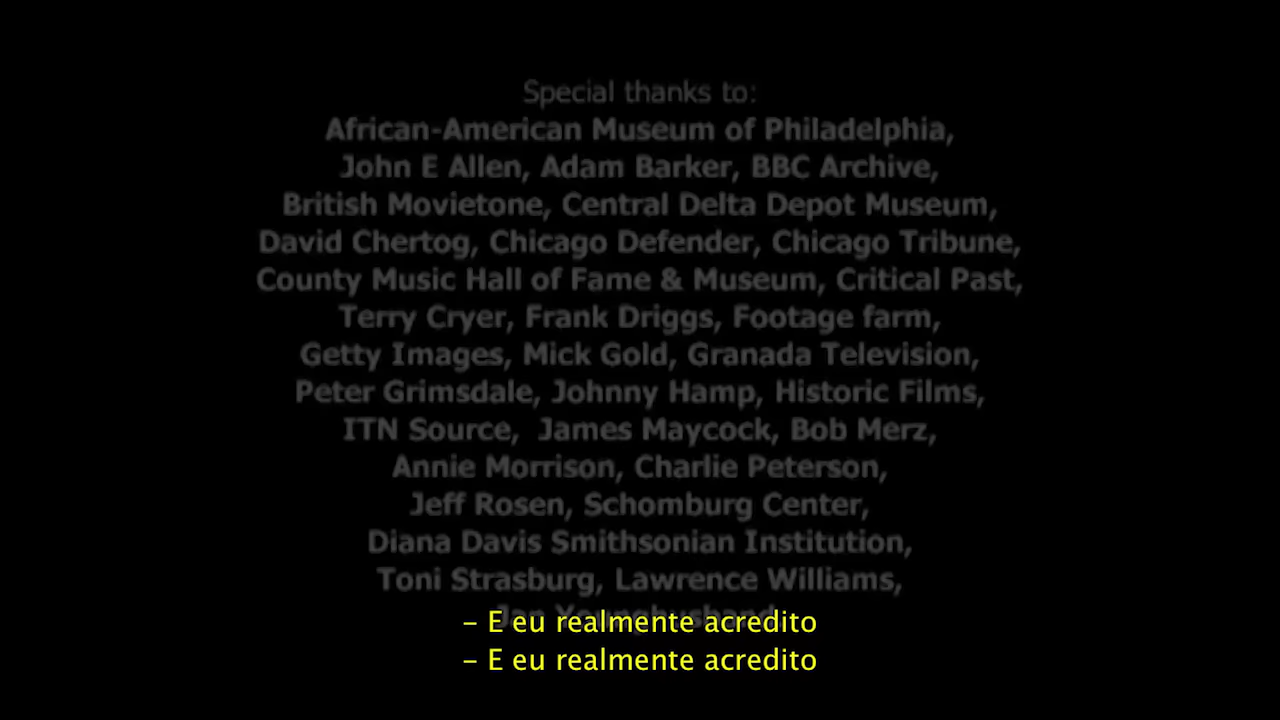 Special thanks to:
African-American Museum of Philadelphia,
John E Allen, Adam Barker, BBC Archive,
British Movietone, Central Delta Depot Museum,
David Chertog, Chicago Defender, Chicago Tribune,
County Music Hall of Fame & Museum, Critical Past,
Terry Cryer, Frank Driggs, Footage farm,
Getty Images, Mick Gold, Granada Television,
Peter Grimsdale, Johnny Hamp, Historic Films,
ITN Source, James Maycock, Bob Merz,
Annie Morrison, Charlie Peterson,
Jeff Rosen, Schomburg Center,
Diana Davis Smithsonian Institution,
Toni Strasburg, Lawrence Williams,
– E eu realmente acredito
– E eu realmente acredito